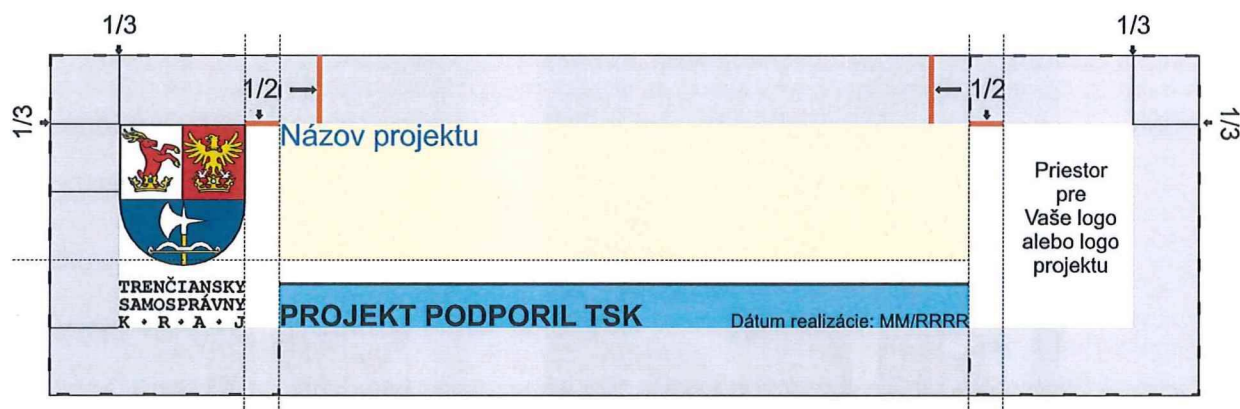 1/3
1/3
1/2
1/2
1/3
1/3
Názov projektu
Priestor
pre
Vaše logo
alebo logo
projektu
TRENČIANSKY
SAMOSPRÁVNY
K · R · A · J
PROJEKT PODPORIL TSK
Dátum realizácie: MM/RRRR